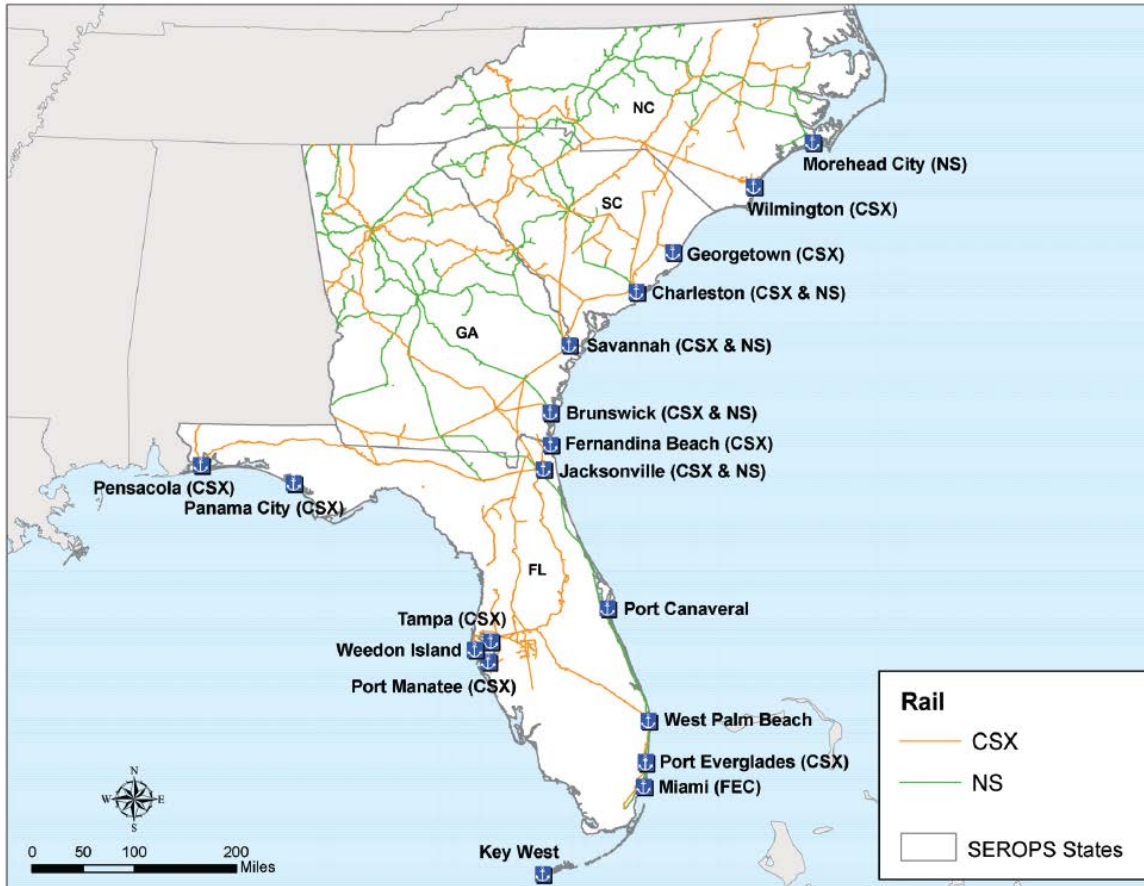 NC
Morehead City (NS)
Wilmington (CSX)
SC
Georgetown (CSX)
Charleston (CSX & NS)
GA
Savannah (CSX & NS)
Brunswick (CSX & NS)
Fernandina Beach (CSX)
Jacksonville (CSX & NS)
Pensacola (CSX)
Panama City (CSX)
FL
Port Canaveral
Tampa (CSX)
Weedon Island
Port Manatee (CSX)
West Palm Beach
Port Everglades (CSX)
Miami (FEC)
Key West
Rail
CSX
NS
SEROPS States
N
W E
S
0 50 100 200
Miles